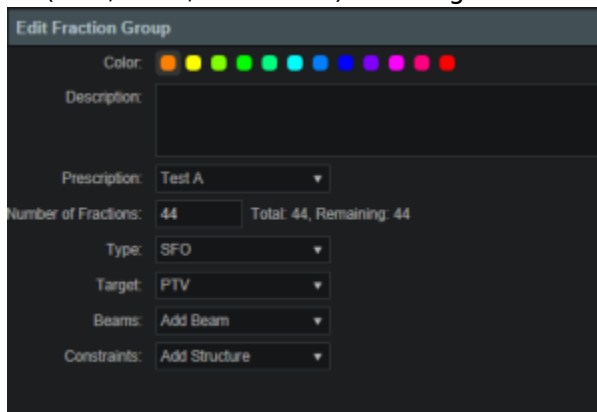 Edit Fraction Group
Color:
Description:
Prescription: Test A
Number of Fractions: 44 Total: 44, Remaining: 44
Type: SFO
Target: PTV
Beams: Add Beam
Constraints: Add Structure